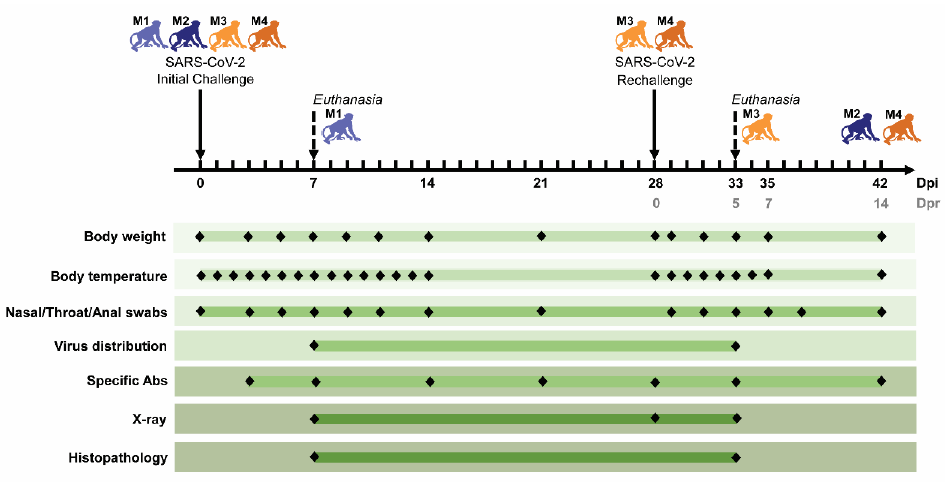 M1 M2 M3 M4
SARS-CoV-2
Initial Challenge
Euthanasia
M1
M3 M4
SARS-CoV-2
Rechallenge
Euthanasia
M3
M2 M4
0 7 14 21 28 33 35 42 Dpi
0 5 7 14 Dpr
Body weight
Body temperature
Nasal/Throat/Anal swabs
Virus distribution
Specific Abs
X-ray
Histopathology